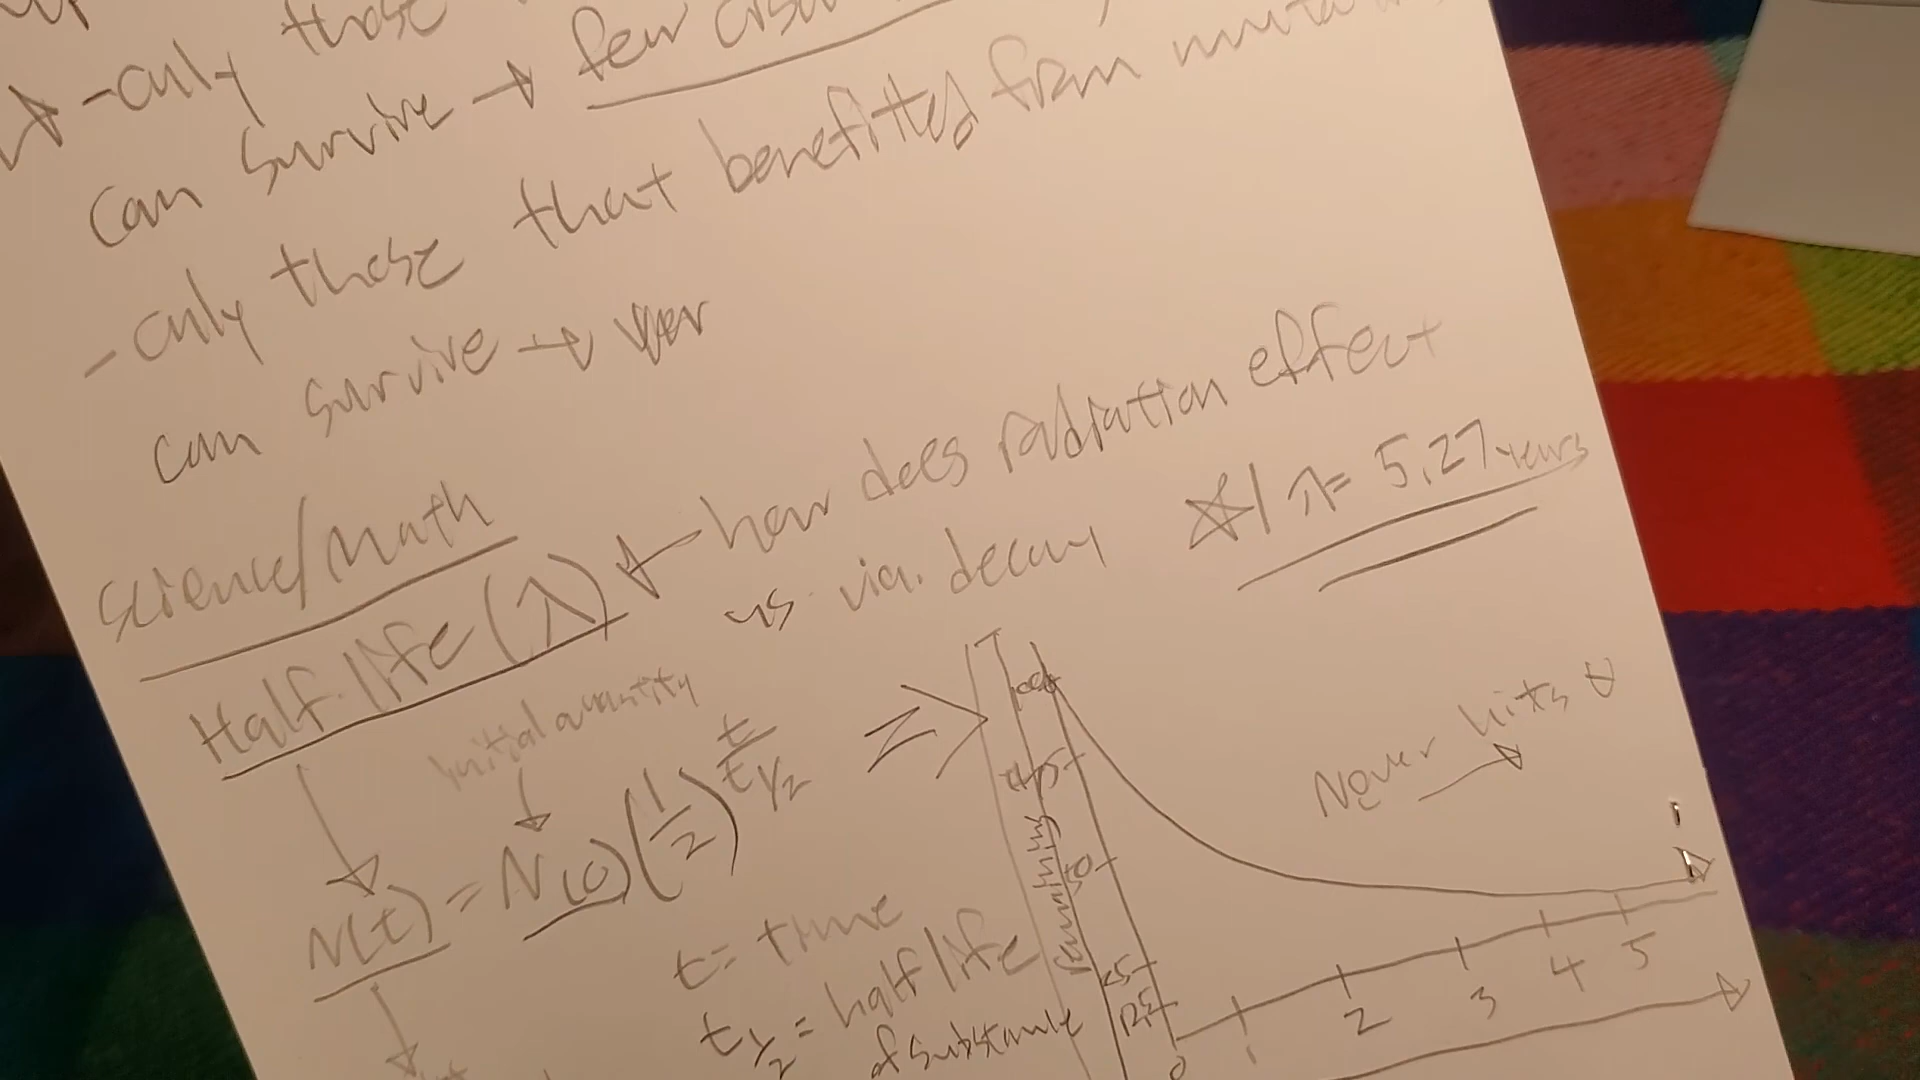 -only those
can survive → few
-only those that benefitted from
can survive →
Science/Math
Half-life (λ) ← how does radiation effect
us via. decay ☆| λ= 5.27 years
initial quantity
N(t) = N(0) (1/2)^t/t1/2 =>
t = time
t1/2 = half life
of substance
100
75
50
25
12.5
remaining
Never hits 0
0 1 2 3 4 5